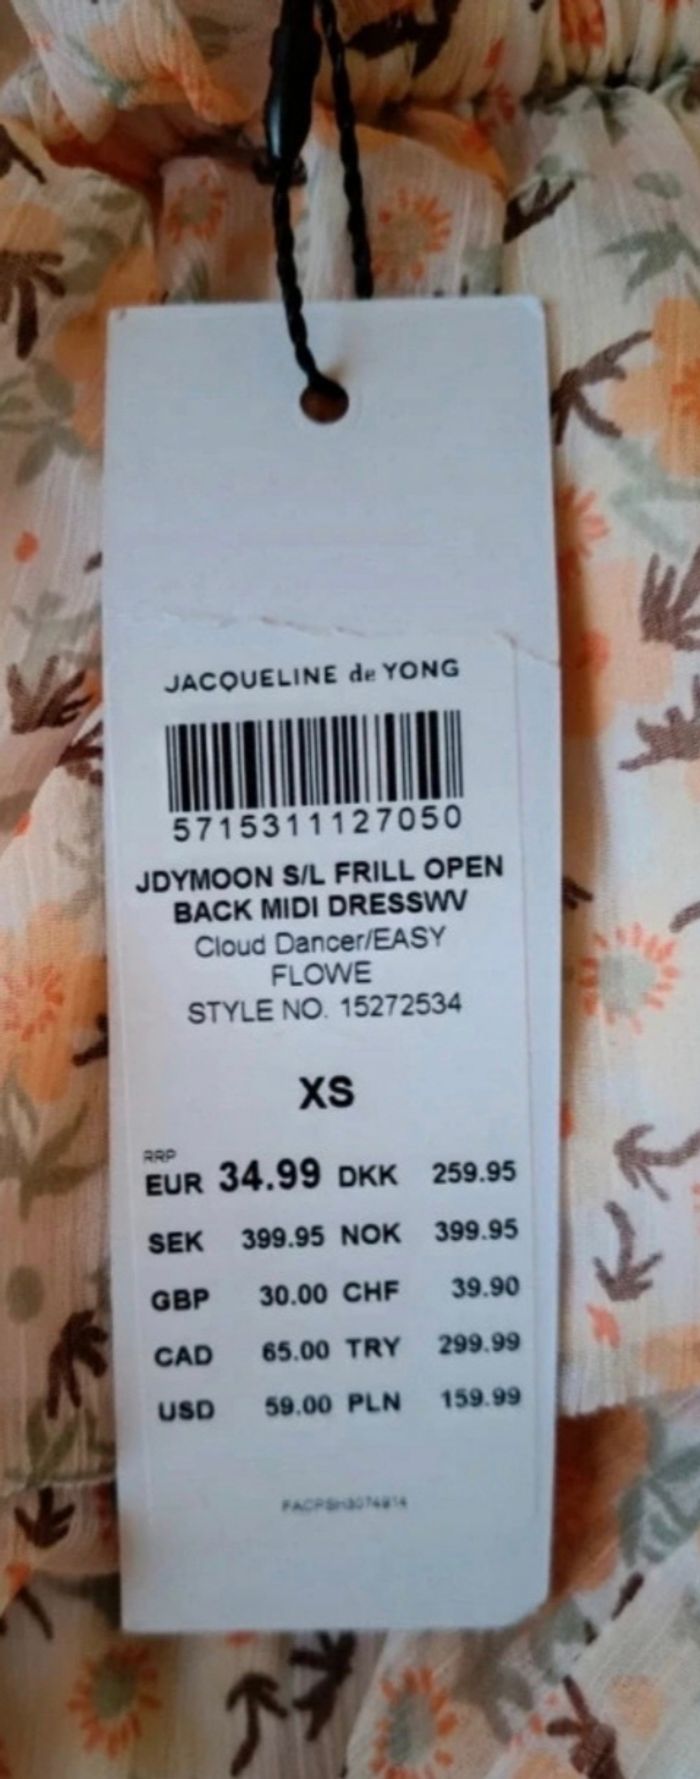 JACQUELINE de YONG
5715311127050
JDYMOON S/L FRILL OPEN
BACK MIDI DRESSWV
Cloud Dancer/EASY
FLOWE
STYLE NO. 15272534
XS
RRP
EUR 34.99 DKK 259.95
SEK 399.95 NOK 399.95
GBP 30.00 CHF 39.90
CAD 65.00 TRY 299.99
USD 59.00 PLN 159.99